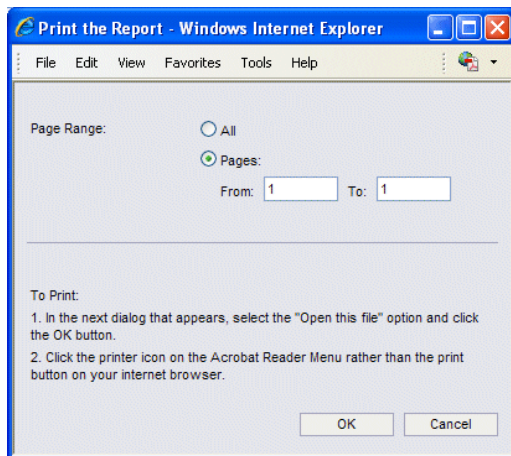 Print the Report - Windows Internet Explorer
File Edit View Favorites Tools Help
Page Range:
All
Pages:
From: 1 To: 1
To Print:
1. In the next dialog that appears, select the "Open this file" option and click
the OK button.
2. Click the printer icon on the Acrobat Reader Menu rather than the print
button on your internet browser.
OK Cancel